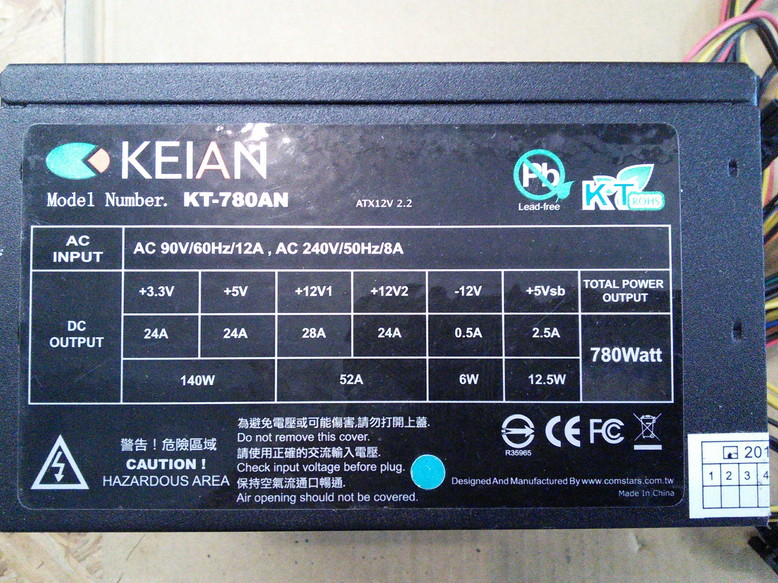 KEIAN
Model Number. KT-780AN
ATX12V 2.2
Pb
Lead-free
KT
ROHS
AC INPUT
AC 90V/60Hz/12A , AC 240V/50Hz/8A
DC OUTPUT
+3.3V +5V +12V1 +12V2 -12V +5Vsb TOTAL POWER OUTPUT
24A 24A 28A 24A 0.5A 2.5A 780Watt
140W 52A 6W 12.5W
警告！危險區域
CAUTION !
HAZARDOUS AREA
為避免電壓或可能傷害,請勿打開上蓋.
Do not remove this cover.
請使用正確的交流輸入電壓.
Check input voltage before plug.
保持空氣流通口暢通.
Air opening should not be covered.
R35965
CE FC
Designed And Manufactured By www.comstars.com.tw
Made In China
201
1 2 3 4